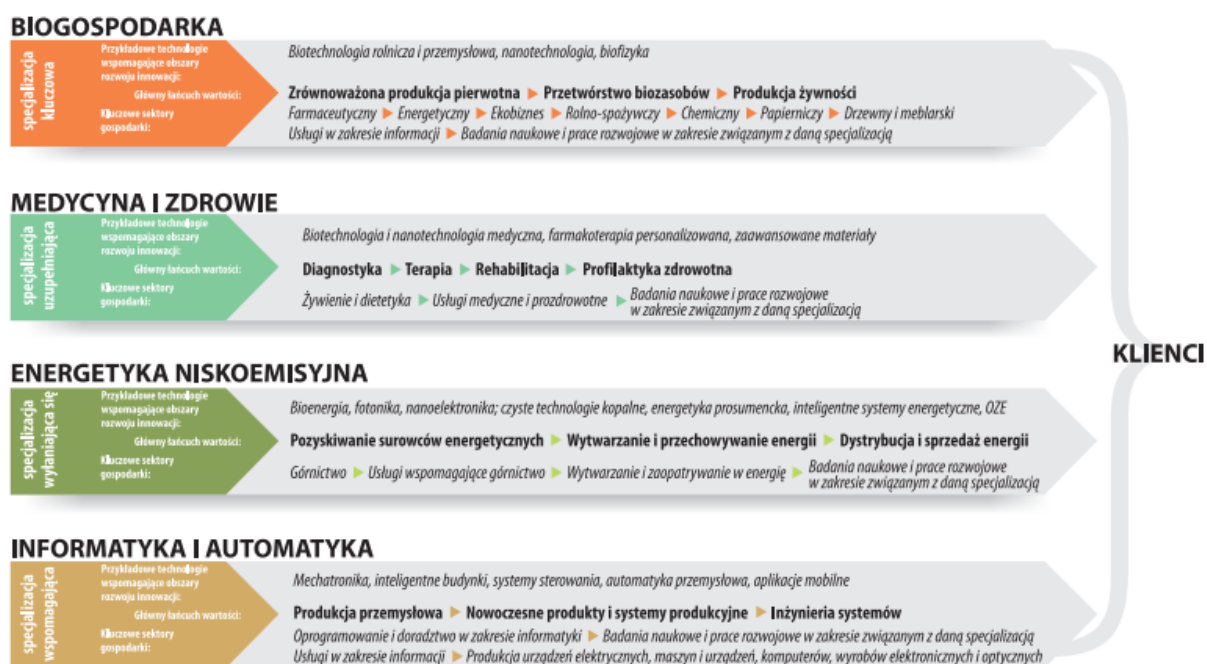 BIOGOSPODARKA
specjalizacja
kluczowa
Przykładowe technologie
wspomagające obszary
rozwoju innowacji:
Główny łańcuch wartości:
Kluczowe sektory
gospodarki:
Biotechnologia rolnicza i przemysłowa, nanotechnologia, biofizyka
Zrównoważona produkcja pierwotna ▶ Przetwórstwo biozasobów ▶ Produkcja żywności
Farmaceutyczny ▶ Energetyczny ▶ Ekobiznes ▶ Rolno-spożywczy ▶ Chemiczny ▶ Papierniczy ▶ Drzewny i meblarski
Usługi w zakresie informacji ▶ Badania naukowe i prace rozwojowe w zakresie związanym z daną specjalizacją
MEDYCYNA I ZDROWIE
specjalizacja
uzupełniająca
Przykładowe technologie
wspomagające obszary
rozwoju innowacji:
Główny łańcuch wartości:
Kluczowe sektory
gospodarki:
Biotechnologia i nanotechnologia medyczna, farmakoterapia personalizowana, zaawansowane materiały
Diagnostyka ▶ Terapia ▶ Rehabilitacja ▶ Profilaktyka zdrowotna
Żywienie i dietetyka ▶ Usługi medyczne i prozdrowotne ▶ Badania naukowe i prace rozwojowe
w zakresie związanym z daną specjalizacją
ENERGETYKA NISKOEMISYJNA
specjalizacja
wyłaniająca się
Przykładowe technologie
wspomagające obszary
rozwoju innowacji:
Główny łańcuch wartości:
Kluczowe sektory
gospodarki:
Bioenergia, fotonika, nanoelektronika; czyste technologie kopalne, energetyka prosumencka, inteligentne systemy energetyczne, OZE
Pozyskiwanie surowców energetycznych ▶ Wytwarzanie i przechowywanie energii ▶ Dystrybucja i sprzedaż energii
Górnictwo ▶ Usługi wspomagające górnictwo ▶ Wytwarzanie i zaopatrywanie w energię ▶ Badania naukowe i prace rozwojowe
w zakresie związanym z daną specjalizacją
INFORMATYKA I AUTOMATYKA
specjalizacja
wspomagająca
Przykładowe technologie
wspomagające obszary
rozwoju innowacji:
Główny łańcuch wartości:
Kluczowe sektory
gospodarki:
Mechatronika, inteligentne budynki, systemy sterowania, automatyka przemysłowa, aplikacje mobilne
Produkcja przemysłowa ▶ Nowoczesne produkty i systemy produkcyjne ▶ Inżynieria systemów
Oprogramowanie i doradztwo w zakresie informatyki ▶ Badania naukowe i prace rozwojowe w zakresie związanym z daną specjalizacją
Usługi w zakresie informacji ▶ Produkcja urządzeń elektrycznych, maszyn i urządzeń, komputerów, wyrobów elektronicznych i optycznych
KLIENCI